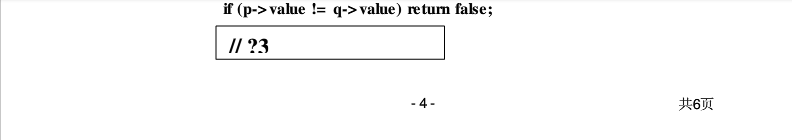 if (p->value != q->value) return false;
// ?3
- 4 -
共6页